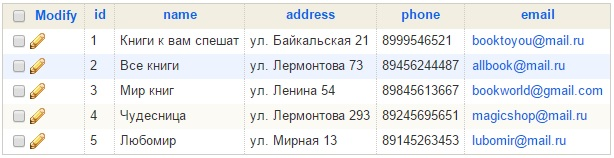 Modify id name address phone email
1 Книги к вам спешат ул. Байкальская 21 8999546521 booktoyou@mail.ru
2 Все книги ул. Лермонтова 73 89456244487 allbook@mail.ru
3 Мир книг ул. Ленина 54 89845613667 bookworld@gmail.com
4 Чудесница ул. Лермонтова 293 89245695651 magicshop@mail.ru
5 Любомир ул. Мирная 13 89145263453 lubomir@mail.ru